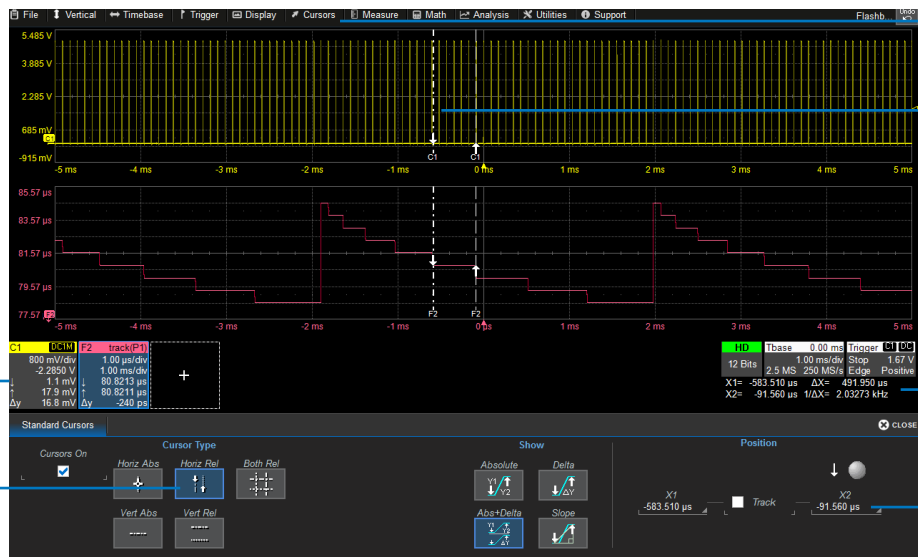 File Vertical Timebase Trigger Display Cursors Measure Math Analysis Utilities Support Flashb... Undo
5.485 V
3.885 V
2.285 V
685 mV
C1
-915 mV
C1 C1
-5 ms -4 ms -3 ms -2 ms -1 ms 0 ms 1 ms 2 ms 3 ms 4 ms 5 ms
85.57 µs
83.57 µs
81.57 µs
79.57 µs
77.57 µs
F2
F2 F2
-5 ms -4 ms -3 ms -2 ms -1 ms 0 µs 1 ms 2 ms 3 ms 4 ms 5 ms
C1 DC1M F2 track(P1) HD Tbase 0.00 ms Trigger C1 DC
800 mV/div 1.00 µs/div 12 Bits 1.00 ms/div Stop 1.67 V
-2.2850 V 1.00 ms/div 2.5 MS 250 MS/s Edge Positive
↓ 1.1 mV ↓ 80.8213 µs X1= -583.510 µs ΔX= 491.950 µs
↑ 17.9 mV ↑ 80.8211 µs X2= -91.560 µs 1/ΔX= 2.03273 kHz
Δy 16.8 mV Δy -240 ps
Standard Cursors CLOSE
Cursor Type Show Position
Cursors On
Horiz Abs Horiz Rel Both Rel Absolute Delta
Y1 Y2 ΔY
X1 Track X2
-583.510 µs -91.560 µs
Vert Abs Vert Rel Abs+Delta Slope
Y1 Y2 ΔY